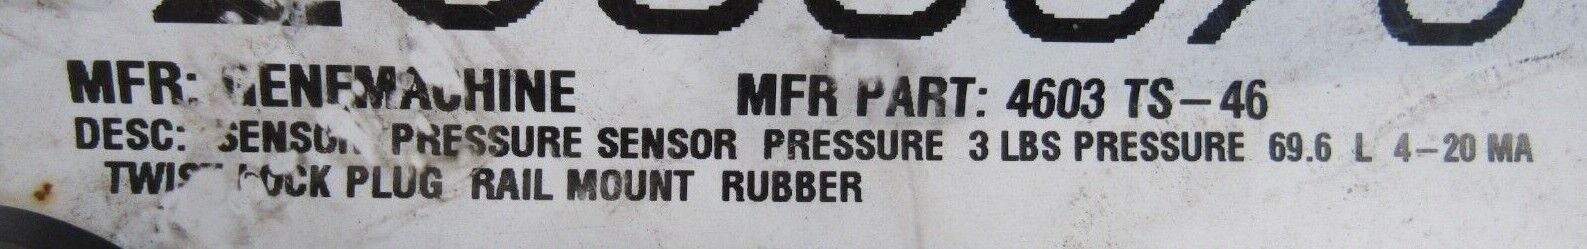 MFR: MACHINE MFR PART: 4603 TS-46
DESC: SENSOR PRESSURE SENSOR PRESSURE 3 LBS PRESSURE 69.6 L 4-20 MA
TWIST LOCK PLUG RAIL MOUNT RUBBER